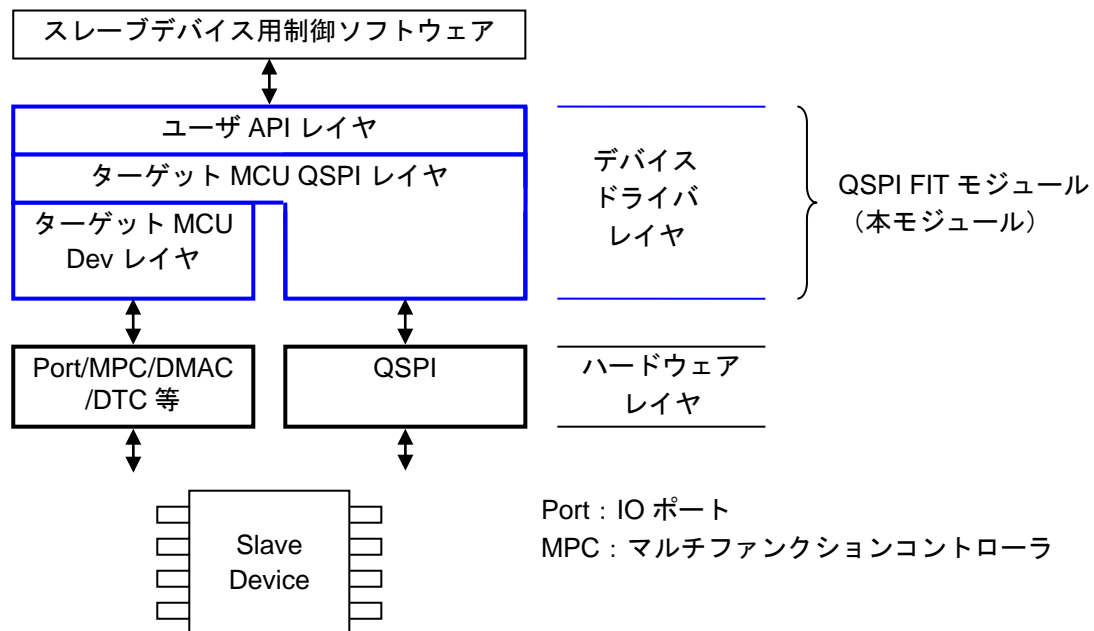 スレーブデバイス用制御ソフトウェア
ユーザ API レイヤ
ターゲット MCU QSPI レイヤ
ターゲット MCU
Dev レイヤ
デバイス
ドライバ
レイヤ
QSPI FIT モジュール
（本モジュール）
Port/MPC/DMAC
/DTC 等
QSPI
ハードウェア
レイヤ
Slave
Device
Port：IO ポート
MPC：マルチファンクションコントローラ